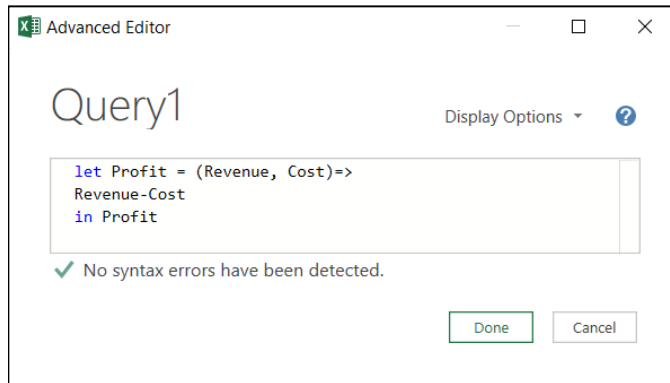 Advanced Editor
Query1
Display Options
let Profit = (Revenue, Cost)=>
Revenue-Cost
in Profit
No syntax errors have been detected.
Done Cancel